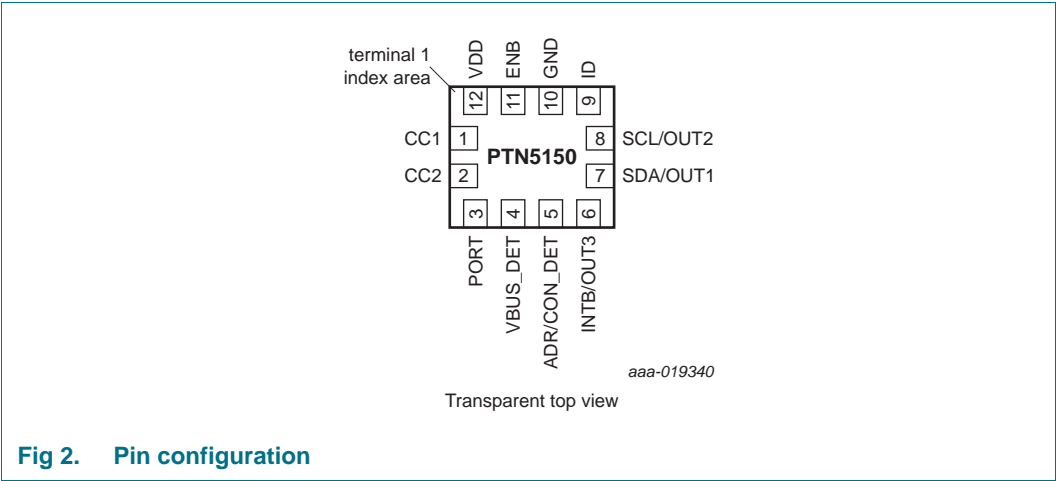 terminal 1
index area
VDD
ENB
GND
ID
12
11
10
9
CC1
1
8
SCL/OUT2
PTN5150
CC2
2
7
SDA/OUT1
3
4
5
6
PORT
VBUS_DET
ADR/CON_DET
INTB/OUT3
aaa-019340
Transparent top view
Fig 2. Pin configuration